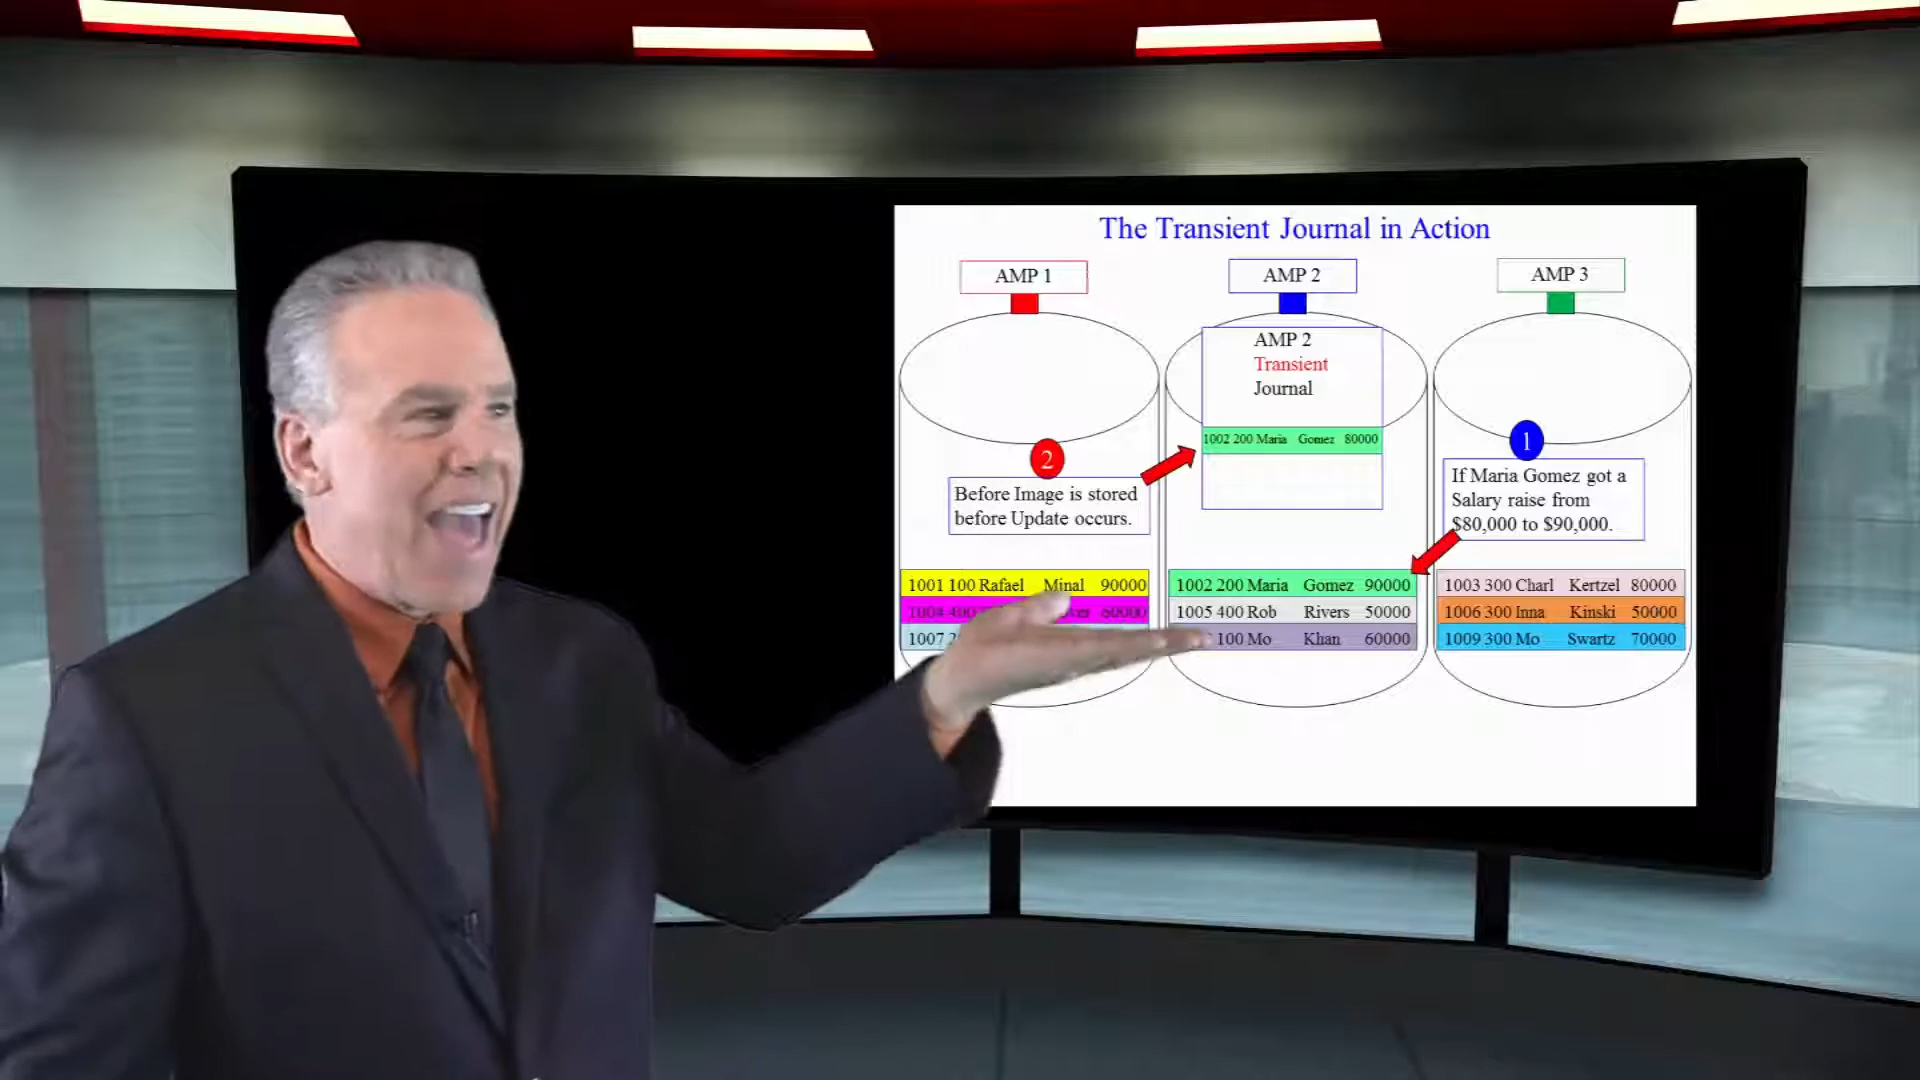 The Transient Journal in Action
AMP 1
AMP 2
AMP 3
AMP 2
Transient
Journal
1002 200 Maria Gomez 80000
2
Before Image is stored
before Update occurs.
1
If Maria Gomez got a
Salary raise from
$80,000 to $90,000.
1001 100 Rafael Minal 90000
1004 400 60000
1007
1002 200 Maria Gomez 90000
1005 400 Rob Rivers 50000
100 Mo Khan 60000
1003 300 Charl Kertzel 80000
1006 300 Inna Kinski 50000
1009 300 Mo Swartz 70000